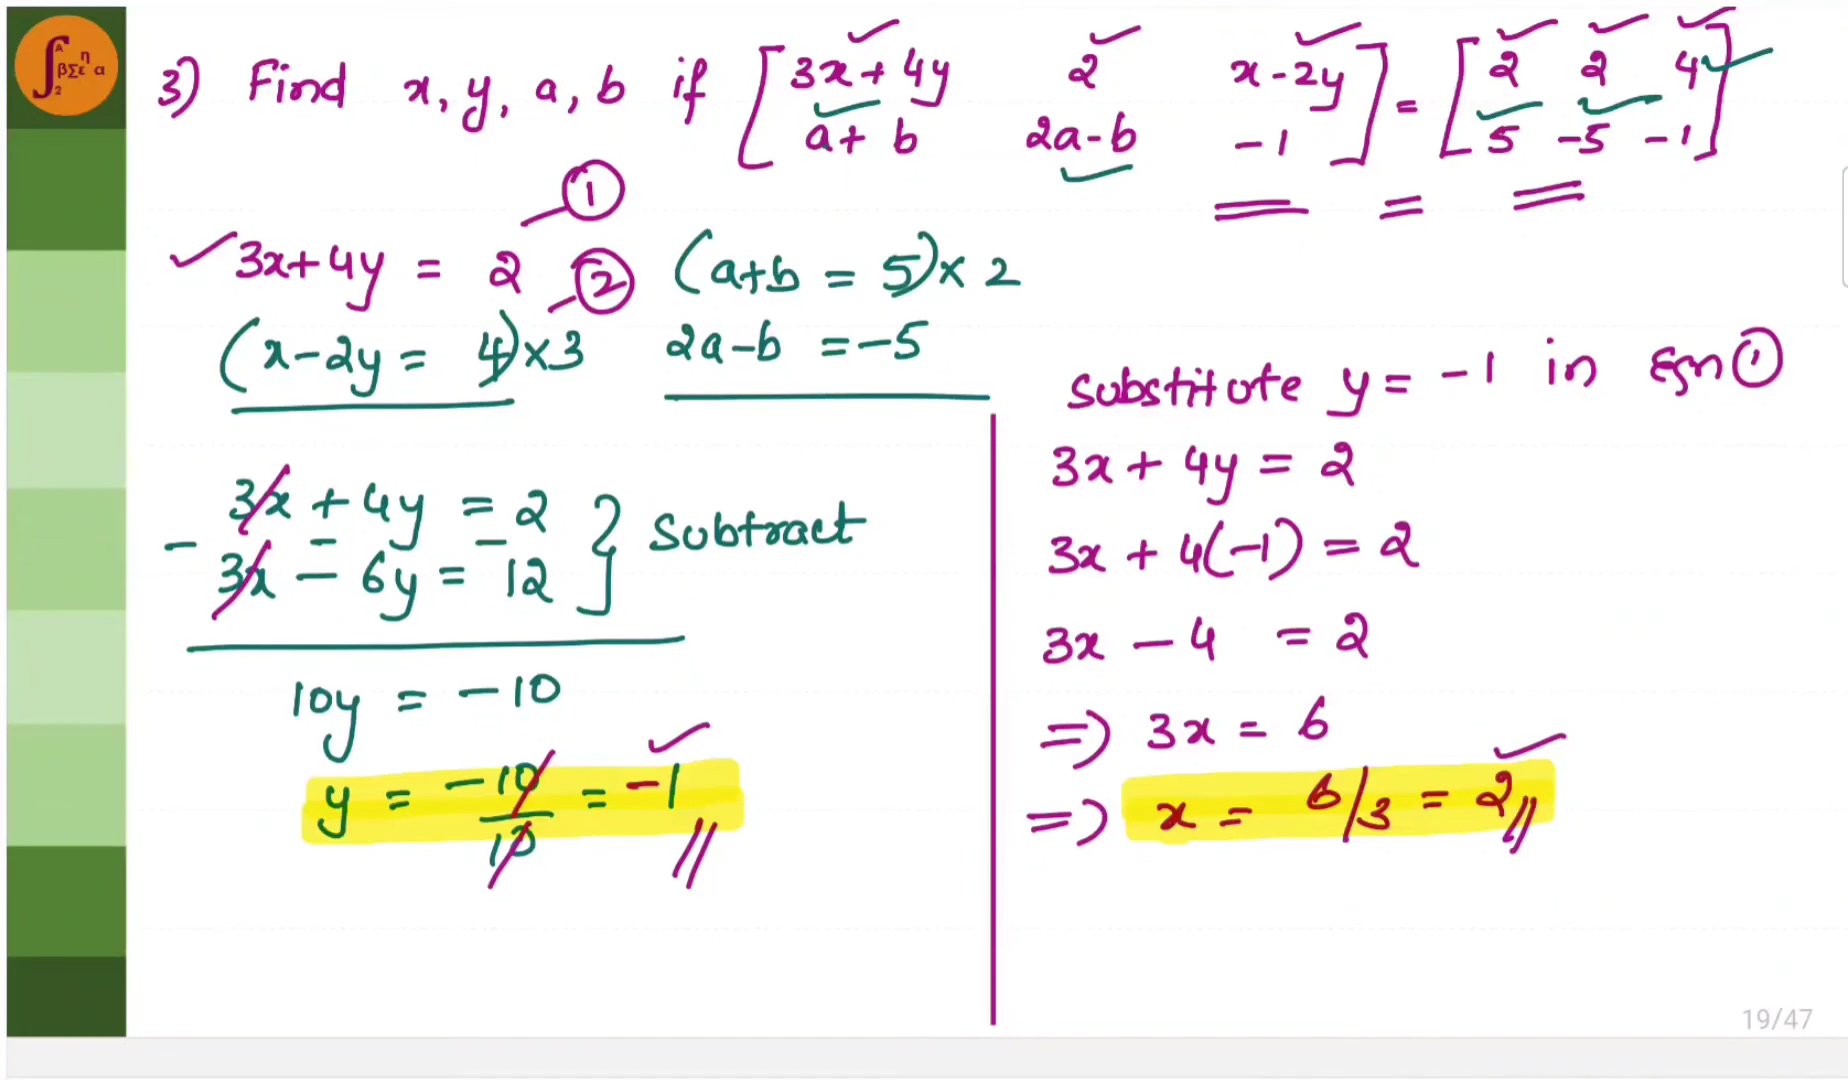 3) Find x, y, a, b if [3x+4y 2 x-2y] = [2 2 4]
[a+b 2a-b -1] [5 -5 -1]
3x+4y = 2 ①
(x-2y = 4)×3 ②
(a+b = 5)×2
2a-b = -5
3x + 4y = 2
- 3x - 6y = 12 } Subtract
10y = -10
y = -10/10 = -1
substitute y = -1 in Eqn ①
3x + 4y = 2
3x + 4(-1) = 2
3x - 4 = 2
=) 3x = 6
=) x = 6/3 = 2
19/47